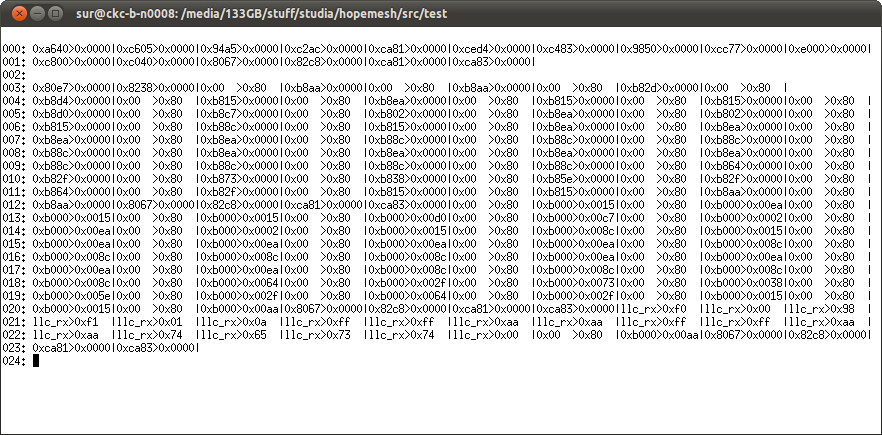 sur@ckc-b-n0008: /media/133GB/stuff/studia/hopemesh/src/test
000: 0xa640>0x0000|0xc605>0x0000|0x94a5>0x0000|0xc2ac>0x0000|0xca81>0x0000|0xced4>0x0000|0xc483>0x0000|0x9850>0x0000|0xcc77>0x0000|0xe000>0x0000|
001: 0xc800>0x0000|0xc040>0x0000|0x8067>0x0000|0x82c8>0x0000|0xca81>0x0000|0xca83>0x0000|
002:
003: 0x80e7>0x0000|0x8238>0x0000|0x00  >0x80  |0xb8aa>0x0000|0x00  >0x80  |0xb8aa>0x0000|0x00  >0x80  |0xb82d>0x0000|0x00  >0x80  |
004: 0xb8d4>0x0000|0x00  >0x80  |0xb815>0x0000|0x00  >0x80  |0xb8ea>0x0000|0x00  >0x80  |0xb815>0x0000|0x00  >0x80  |0xb815>0x0000|0x00  >0x80  |
005: 0xb8d0>0x0000|0x00  >0x80  |0xb8c7>0x0000|0x00  >0x80  |0xb802>0x0000|0x00  >0x80  |0xb8ea>0x0000|0x00  >0x80  |0xb802>0x0000|0x00  >0x80  |
006: 0xb815>0x0000|0x00  >0x80  |0xb88c>0x0000|0x00  >0x80  |0xb815>0x0000|0x00  >0x80  |0xb88c>0x0000|0x00  >0x80  |0xb8ea>0x0000|0x00  >0x80  |
007: 0xb8ea>0x0000|0x00  >0x80  |0xb88c>0x0000|0x00  >0x80  |0xb8ea>0x0000|0x00  >0x80  |0xb88c>0x0000|0x00  >0x80  |0xb8ea>0x0000|0x00  >0x80  |
008: 0xb88c>0x0000|0x00  >0x80  |0xb8ea>0x0000|0x00  >0x80  |0xb88c>0x0000|0x00  >0x80  |0xb8ea>0x0000|0x00  >0x80  |0xb8ea>0x0000|0x00  >0x80  |
009: 0xb88c>0x0000|0x00  >0x80  |0xb8ea>0x0000|0x00  >0x80  |0xb88c>0x0000|0x00  >0x80  |0xb88c>0x0000|0x00  >0x80  |0xb864>0x0000|0x00  >0x80  |
010: 0xb82f>0x0000|0x00  >0x80  |0xb873>0x0000|0x00  >0x80  |0xb838>0x0000|0x00  >0x80  |0xb85e>0x0000|0x00  >0x80  |0xb82f>0x0000|0x00  >0x80  |
011: 0xb864>0x0000|0x00  >0x80  |0xb82f>0x0000|0x00  >0x80  |0xb815>0x0000|0x00  >0x80  |0xb815>0x0000|0x00  >0x80  |0xb8aa>0x0000|0x00  >0x80  |
012: 0xb8aa>0x0000|0x8067>0x0000|0x82c8>0x0000|0xca81>0x0000|0xca83>0x0000|0x00  >0x80  |0xb000>0x0015|0x00  >0x80  |0xb000>0x00ea|0x00  >0x80  |
013: 0xb000>0x0015|0x00  >0x80  |0xb000>0x0015|0x00  >0x80  |0xb000>0x00d0|0x00  >0x80  |0xb000>0x00c7|0x00  >0x80  |0xb000>0x0002|0x00  >0x80  |
014: 0xb000>0x00ea|0x00  >0x80  |0xb000>0x0002|0x00  >0x80  |0xb000>0x0015|0x00  >0x80  |0xb000>0x008c|0x00  >0x80  |0xb000>0x0015|0x00  >0x80  |
015: 0xb000>0x008c|0x00  >0x80  |0xb000>0x00ea|0x00  >0x80  |0xb000>0x00ea|0x00  >0x80  |0xb000>0x008c|0x00  >0x80  |0xb000>0x00ea|0x00  >0x80  |
016: 0xb000>0x008c|0x00  >0x80  |0xb000>0x00ea|0x00  >0x80  |0xb000>0x008c|0x00  >0x80  |0xb000>0x00ea|0x00  >0x80  |0xb000>0x008c|0x00  >0x80  |
017: 0xb000>0x00ea|0x00  >0x80  |0xb000>0x00ea|0x00  >0x80  |0xb000>0x008c|0x00  >0x80  |0xb000>0x00ea|0x00  >0x80  |0xb000>0x008c|0x00  >0x80  |
018: 0xb000>0x008c|0x00  >0x80  |0xb000>0x0064|0x00  >0x80  |0xb000>0x002f|0x00  >0x80  |0xb000>0x0073|0x00  >0x80  |0xb000>0x0038|0x00  >0x80  |
019: 0xb000>0x005e|0x00  >0x80  |0xb000>0x002f|0x00  >0x80  |0xb000>0x0064|0x00  >0x80  |0xb000>0x002f|0x00  >0x80  |0xb000>0x0015|0x00  >0x80  |
020: 0xb000>0x0015|0x00  >0x80  |0xb000>0x00aa|0x8067>0x0000|0x82c8>0x0000|0xca81>0x0000|0xca83>0x0000|llc_rx>0xf0  |llc_rx>0x00  |llc_rx>0x98  |
021: llc_rx>0xf1  |llc_rx>0x01  |llc_rx>0x0a  |llc_rx>0xff  |llc_rx>0xff  |llc_rx>0xaa  |llc_rx>0xaa  |llc_rx>0xff  |llc_rx>0xff  |llc_rx>0xaa  |
022: llc_rx>0xaa  |llc_rx>0x74  |llc_rx>0x65  |llc_rx>0x73  |llc_rx>0x74  |llc_rx>0x00  |0x00  >0x80  |0xb000>0x00aa|0x8067>0x0000|0x82c8>0x0000|
023: 0xca81>0x0000|0xca83>0x0000|
024: